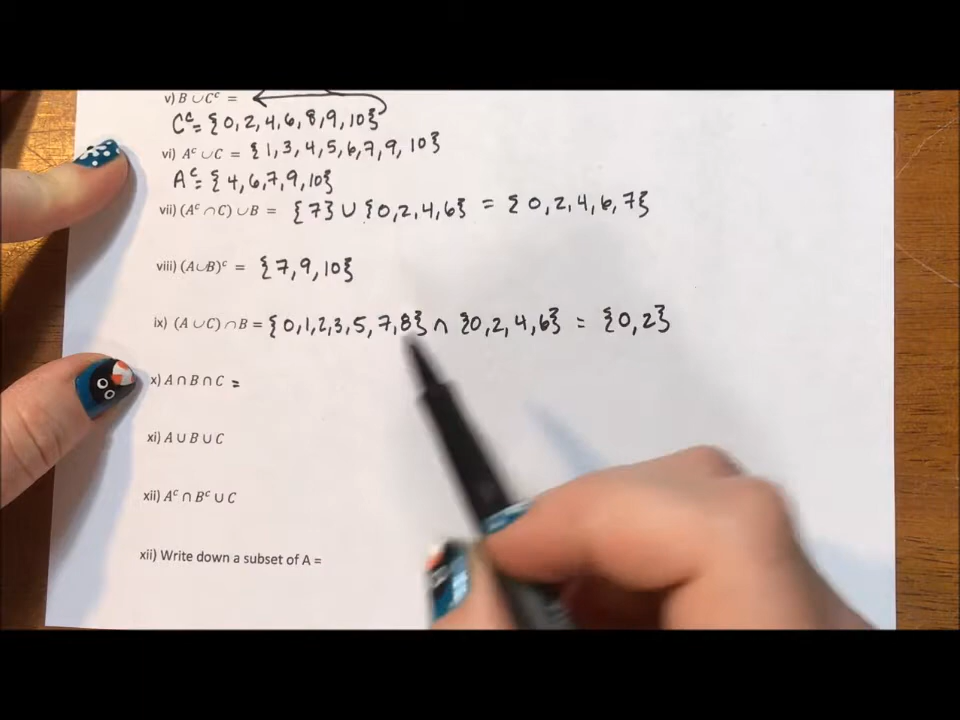 v) B ∪ Cᶜ =
Cᶜ = {0, 2, 4, 6, 8, 9, 10}
vi) Aᶜ ∪ C = {1, 3, 4, 5, 6, 7, 9, 10}
Aᶜ = {4, 6, 7, 9, 10}
vii) (Aᶜ ∩ C) ∪ B = {7} ∪ {0, 2, 4, 6} = {0, 2, 4, 6, 7}
viii) (A ∪ B)ᶜ = {7, 9, 10}
ix) (A ∪ C) ∩ B = {0, 1, 2, 3, 5, 7, 8} ∩ {0, 2, 4, 6} = {0, 2}
x) A ∩ B ∩ C =
xi) A ∪ B ∪ C
xii) Aᶜ ∩ Bᶜ ∪ C
xii) Write down a subset of A =